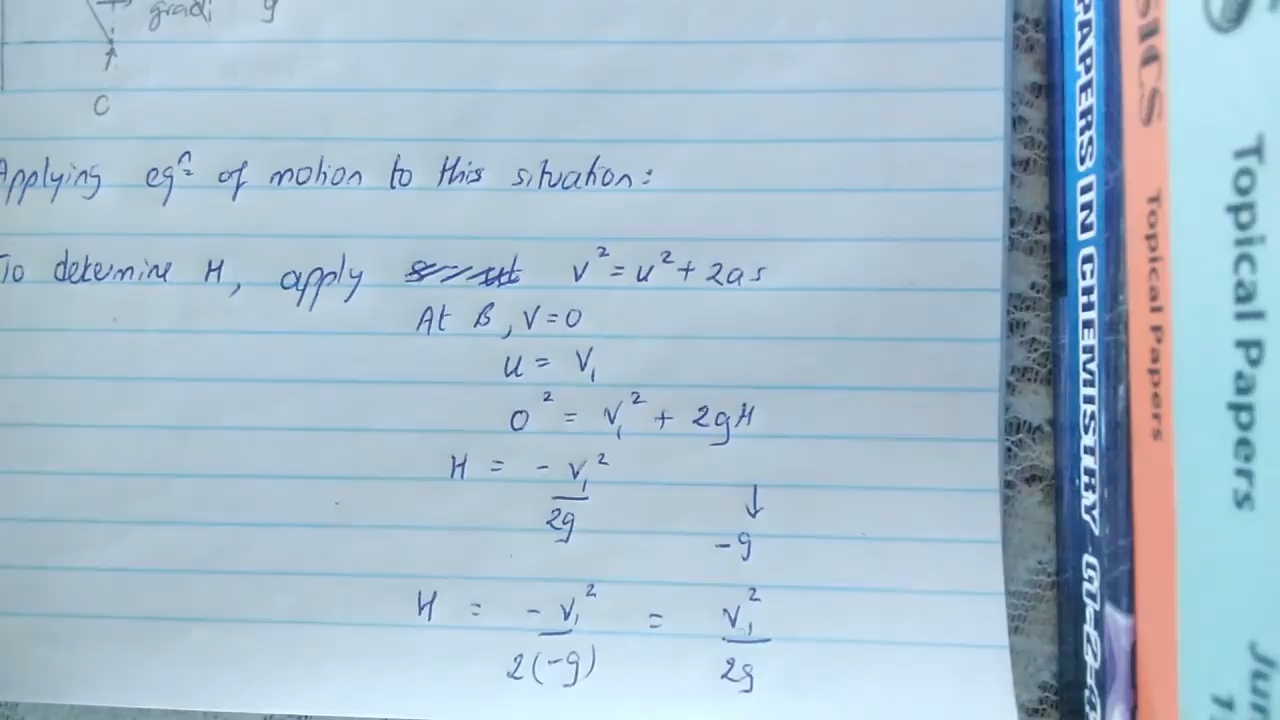 gradi g
C
Applying eqⁿ of motion to this situation:
To determine H, apply v² = u² + 2as
At B, V = 0
u = V₁
0² = V₁² + 2gH
H = - V₁² / 2g
↓
-g
H = - V₁² / 2(-g) = V₁² / 2g
PAPERS IN CHEMISTRY
SICS
Topical Papers
Topical Papers
Jun